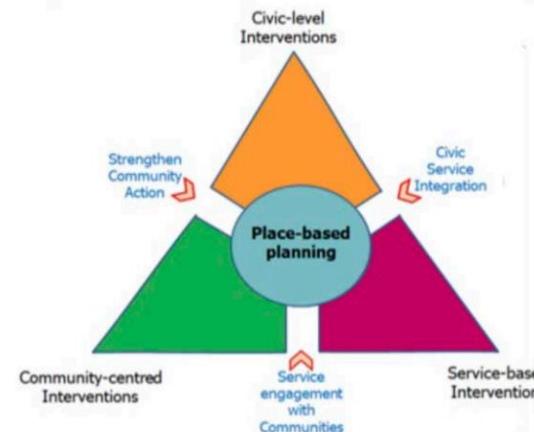 Civic-level
Interventions
Strengthen
Community
Action
Civic
Service
Integration
Place-based
planning
Community-centred
Interventions
Service
engagement
with
Communities
Service-base
Intervention